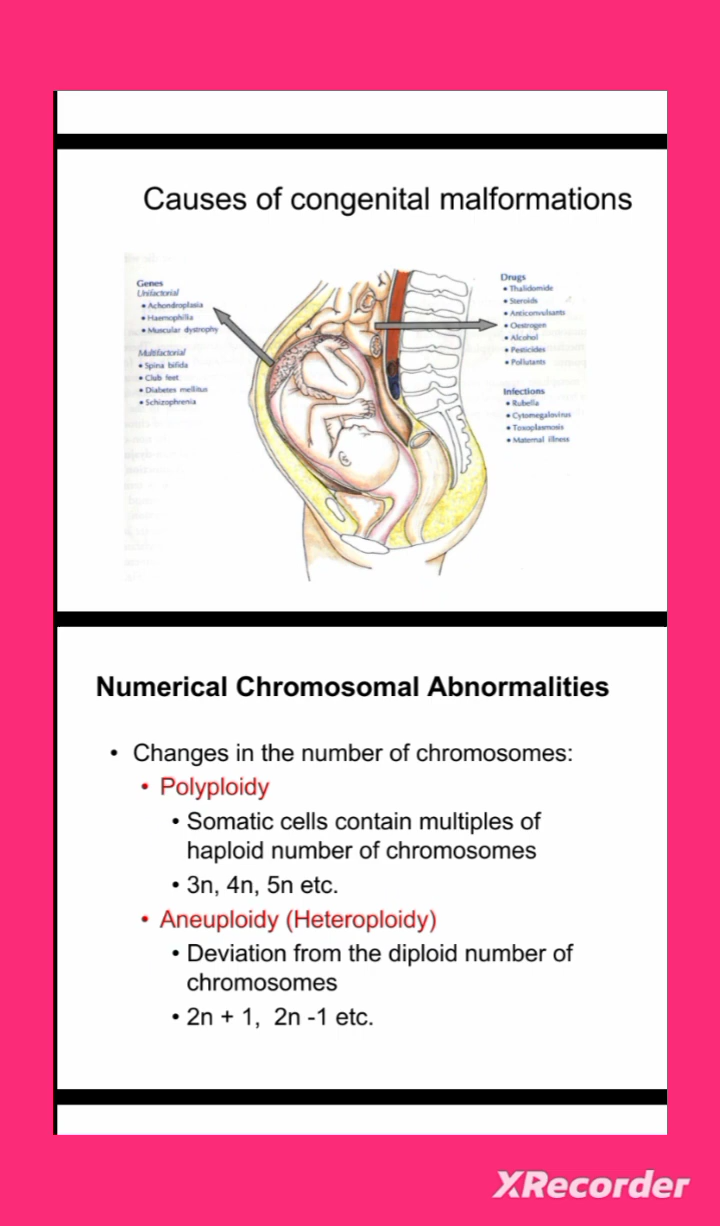 Causes of congenital malformations
Genes
Unifactorial
• Achondroplasia
• Haemophilia
• Muscular dystrophy
Multifactorial
• Spina bifida
• Club feet
• Diabetes mellitus
• Schizophrenia
Drugs
• Thalidomide
• Steroids
• Anticonvulsants
• Oestrogen
• Alcohol
• Pesticides
• Pollutants
Infections
• Rubella
• Cytomegalovirus
• Toxoplasmosis
• Maternal illness
Numerical Chromosomal Abnormalities
• Changes in the number of chromosomes:
• Polyploidy
• Somatic cells contain multiples of
haploid number of chromosomes
• 3n, 4n, 5n etc.
• Aneuploidy (Heteroploidy)
• Deviation from the diploid number of
chromosomes
• 2n + 1, 2n -1 etc.
XRecorder